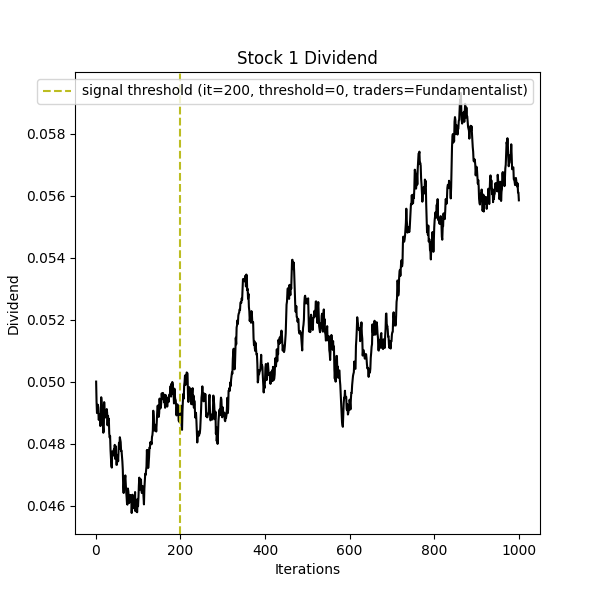 Stock 1 Dividend
signal threshold (it=200, threshold=0, traders=Fundamentalist)
0.058
0.056
0.054
0.052
0.050
0.048
0.046
Dividend
0 200 400 600 800 1000
Iterations